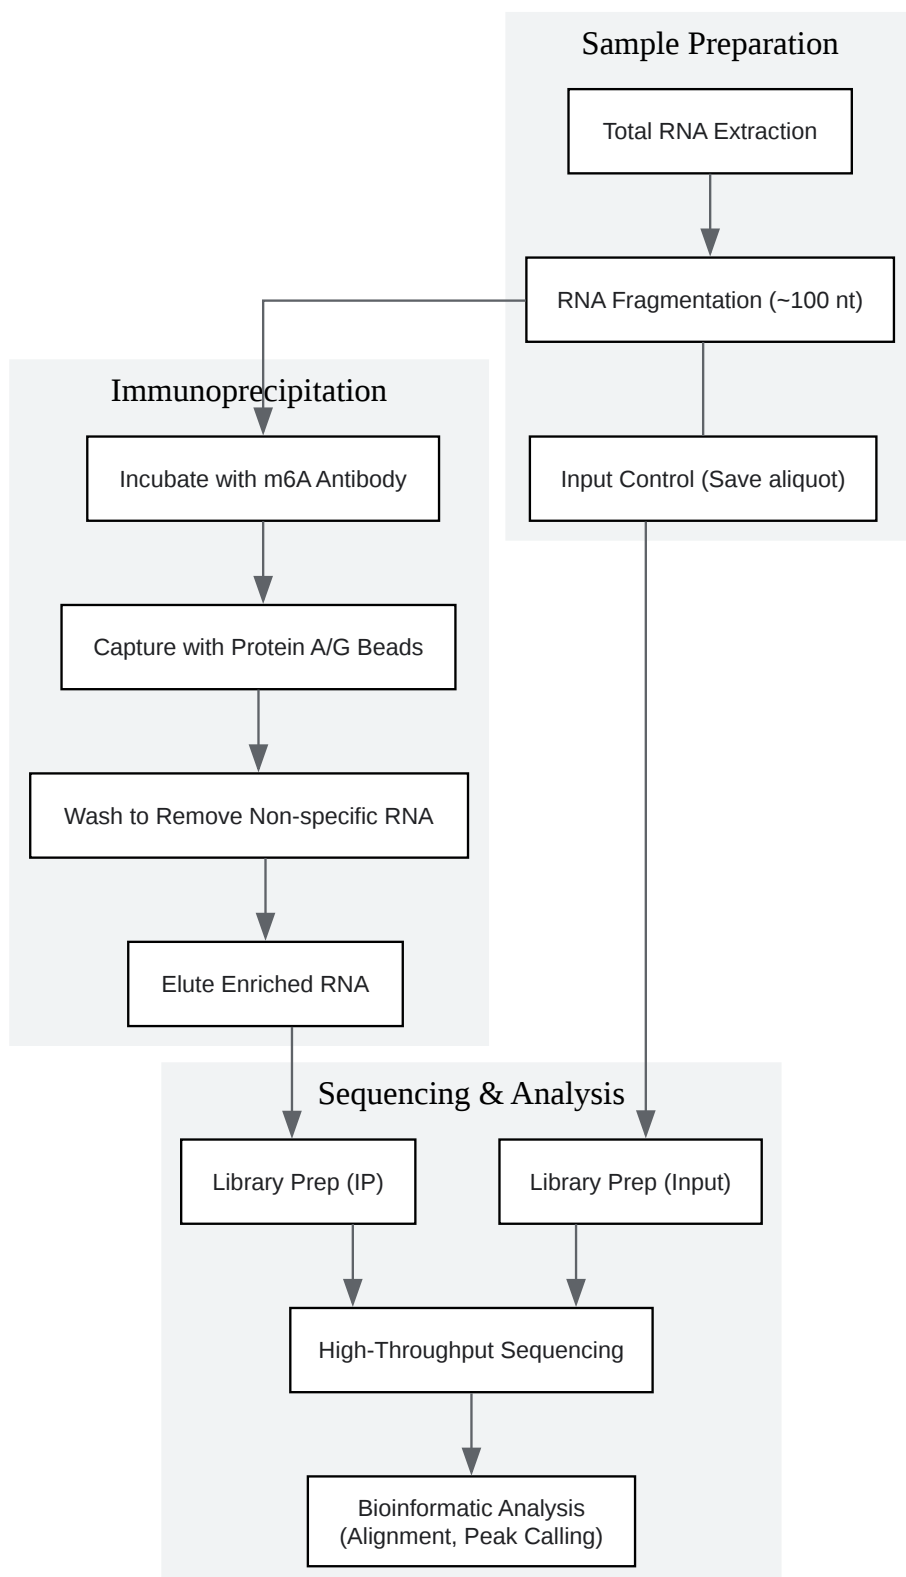 Sample Preparation
Total RNA Extraction
RNA Fragmentation (~100 nt)
Input Control (Save aliquot)
Immunoprecipitation
Incubate with m6A Antibody
Capture with Protein A/G Beads
Wash to Remove Non-specific RNA
Elute Enriched RNA
Sequencing & Analysis
Library Prep (IP)
Library Prep (Input)
High-Throughput Sequencing
Bioinformatic Analysis
(Alignment, Peak Calling)